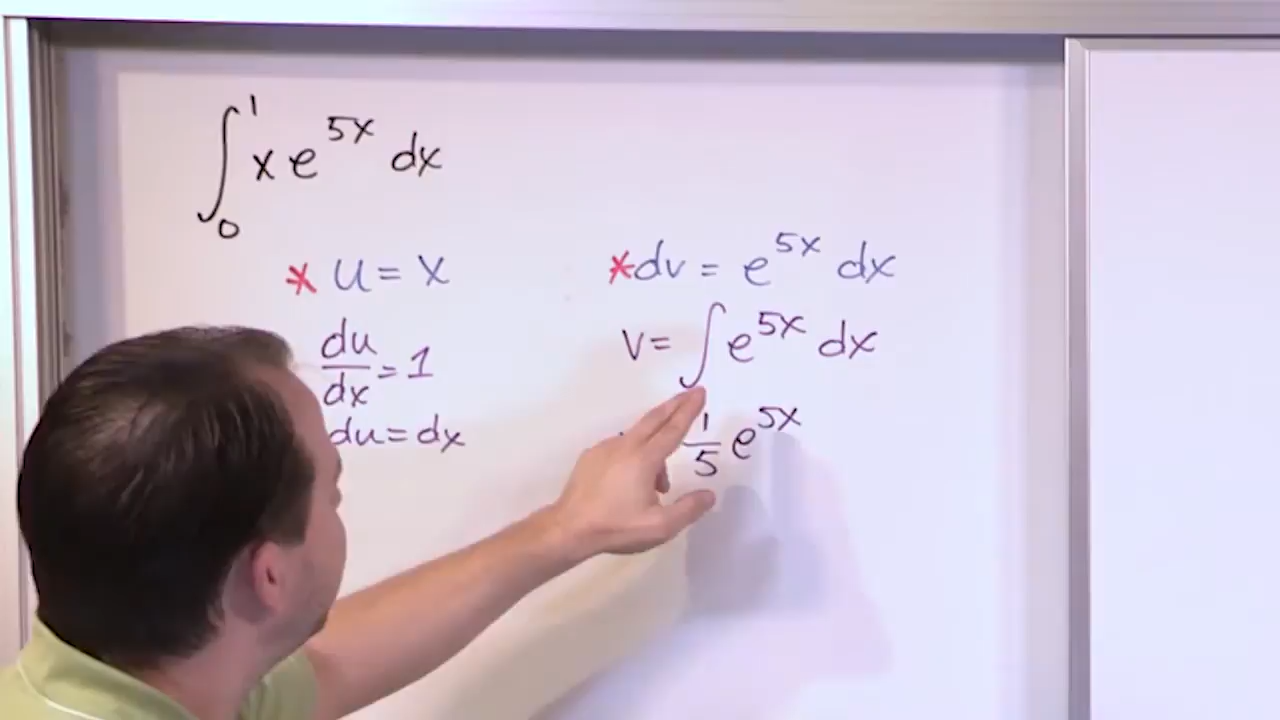 ∫₀¹ x e^{5x} dx
* u = x
* dv = e^{5x} dx
du/dx = 1
v = ∫ e^{5x} dx
du = dx
1/5 e^{5x}